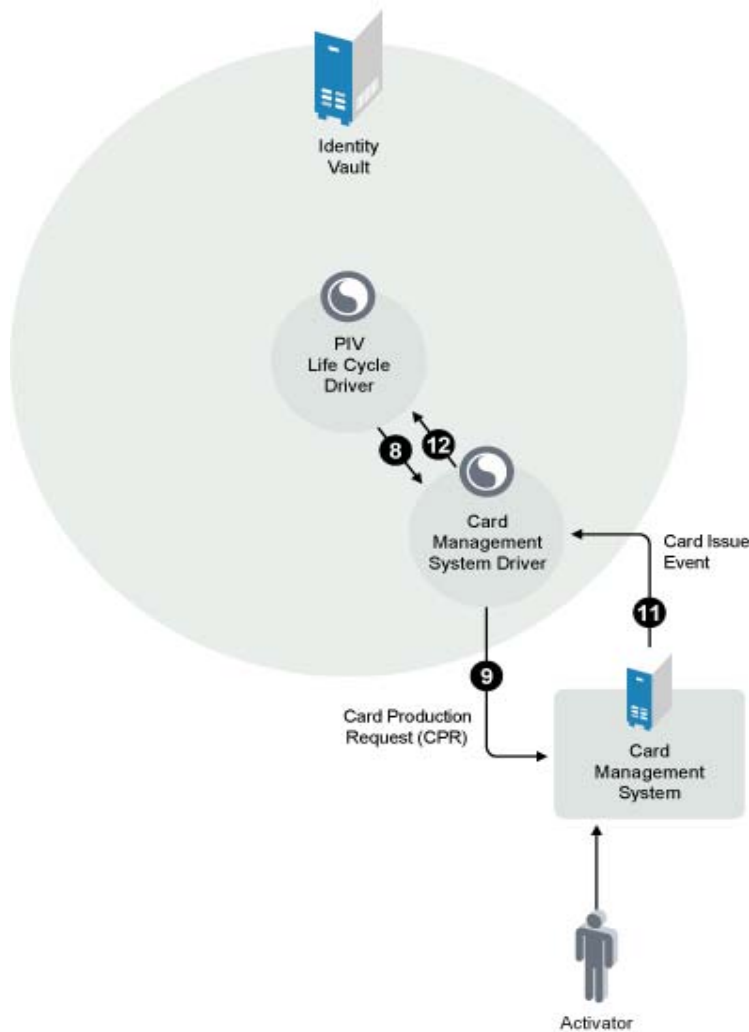 Identity
Vault
PIV
Life Cycle
Driver
8
12
Card
Management
System Driver
Card Issue
Event
11
9
Card Production
Request (CPR)
Card
Management
System
Activator